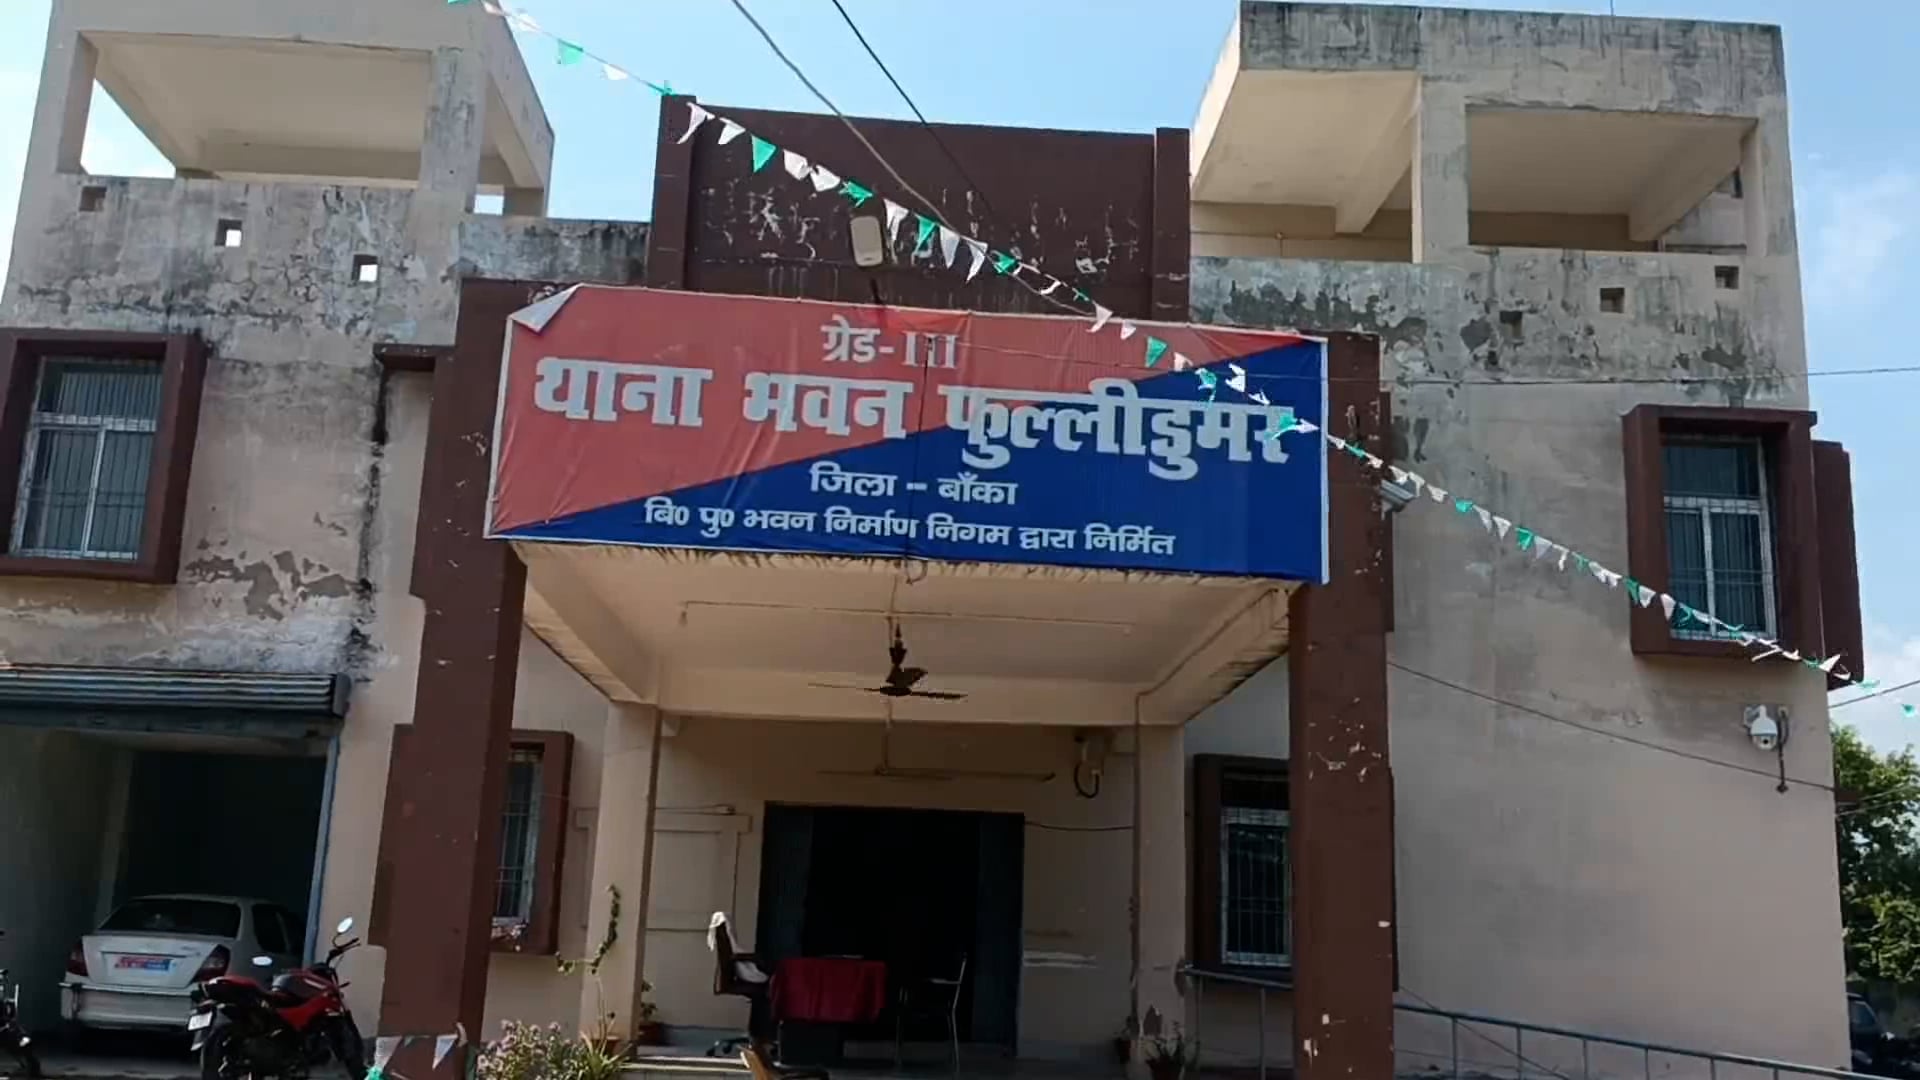 ग्रेड-III
थाना भवन फुल्लीडुमर
जिला – बाँका
बि० पु० भवन निर्माण निगम द्वारा निर्मित